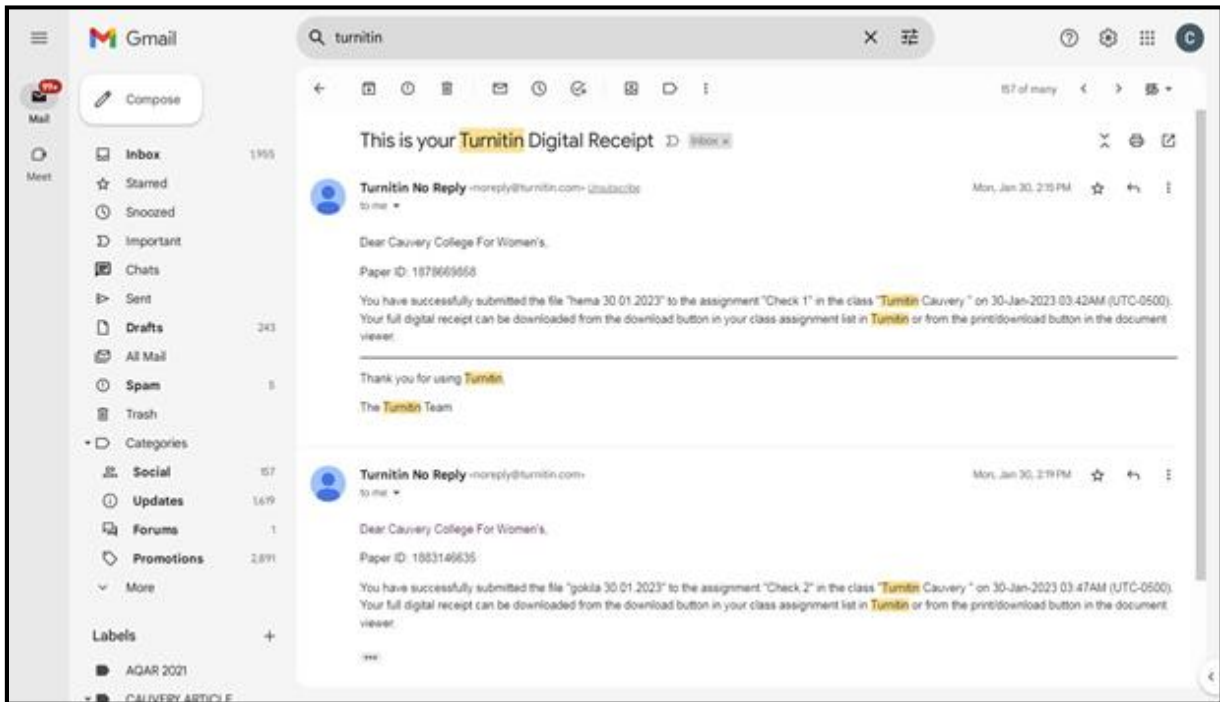 Gmail
turnitin
99+
Mail
Meet
Compose
Inbox 1,955
Starred
Snoozed
Important
Chats
Sent
Drafts 243
All Mail
Spam 5
Trash
Categories
Social 157
Updates 1,619
Forums 1
Promotions 2,891
More
Labels +
AQAR 2021
CAUVERY ARTICLE
C
157 of many
This is your Turnitin Digital Receipt Inbox x
Turnitin No Reply <noreply@turnitin.com> Unsubscribe Mon, Jan 30, 2:15 PM
to me
Dear Cauvery College For Women's,
Paper ID: 1878669858
You have successfully submitted the file "hema 30 01.2023" to the assignment "Check 1" in the class "Turnitin Cauvery " on 30-Jan-2023 03:42AM (UTC-0500).
Your full digital receipt can be downloaded from the download button in your class assignment list in Turnitin or from the print/download button in the document
viewer.
Thank you for using Turnitin,
The Turnitin Team
Turnitin No Reply <noreply@turnitin.com> Mon, Jan 30, 2:19 PM
to me
Dear Cauvery College For Women's,
Paper ID: 1883146635
You have successfully submitted the file "gokila 30.01.2023" to the assignment "Check 2" in the class "Turnitin Cauvery " on 30-Jan-2023 03:47AM (UTC-0500).
Your full digital receipt can be downloaded from the download button in your class assignment list in Turnitin or from the print/download button in the document
viewer.